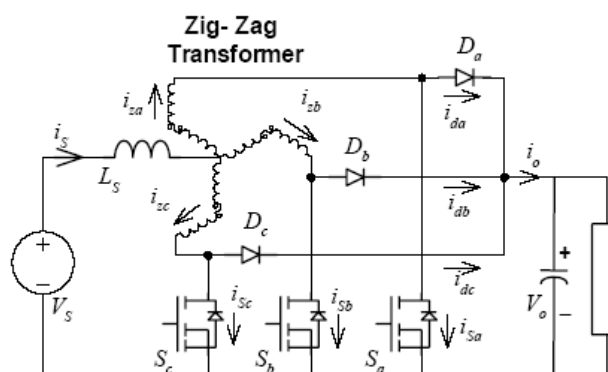 Zig- Zag
Transformer
D_a
i_za
i_zb
i_da
i_s
D_b
i_o
L_S
i_zc
D_c
i_db
+
−
V_S
i_Sc
i_Sb
i_dc
+
V_o
−
i_Sa
S_c
S_b
S_a